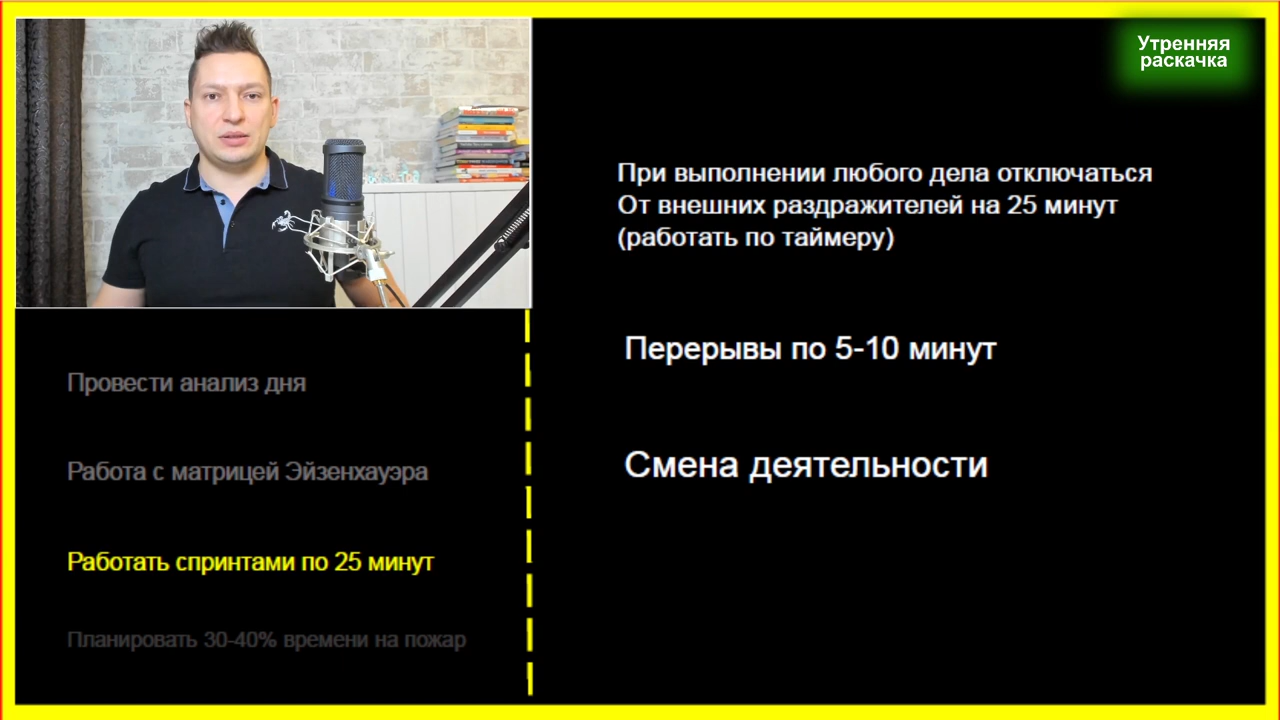 Утренняя
раскачка
При выполнении любого дела отключаться
От внешних раздражителей на 25 минут
(работать по таймеру)
Перерывы по 5-10 минут
Смена деятельности
Провести анализ дня
Работа с матрицей Эйзенхауэра
Работать спринтами по 25 минут
Планировать 30-40% времени на пожар